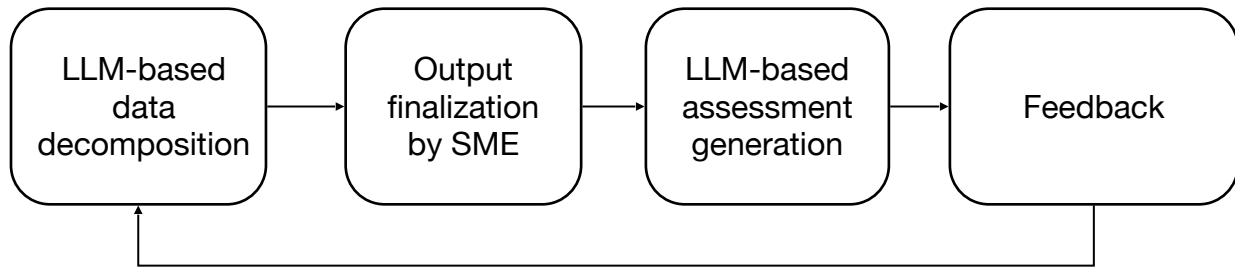 LLM-based
data
decomposition
Output
finalization
by SME
LLM-based
assessment
generation
Feedback